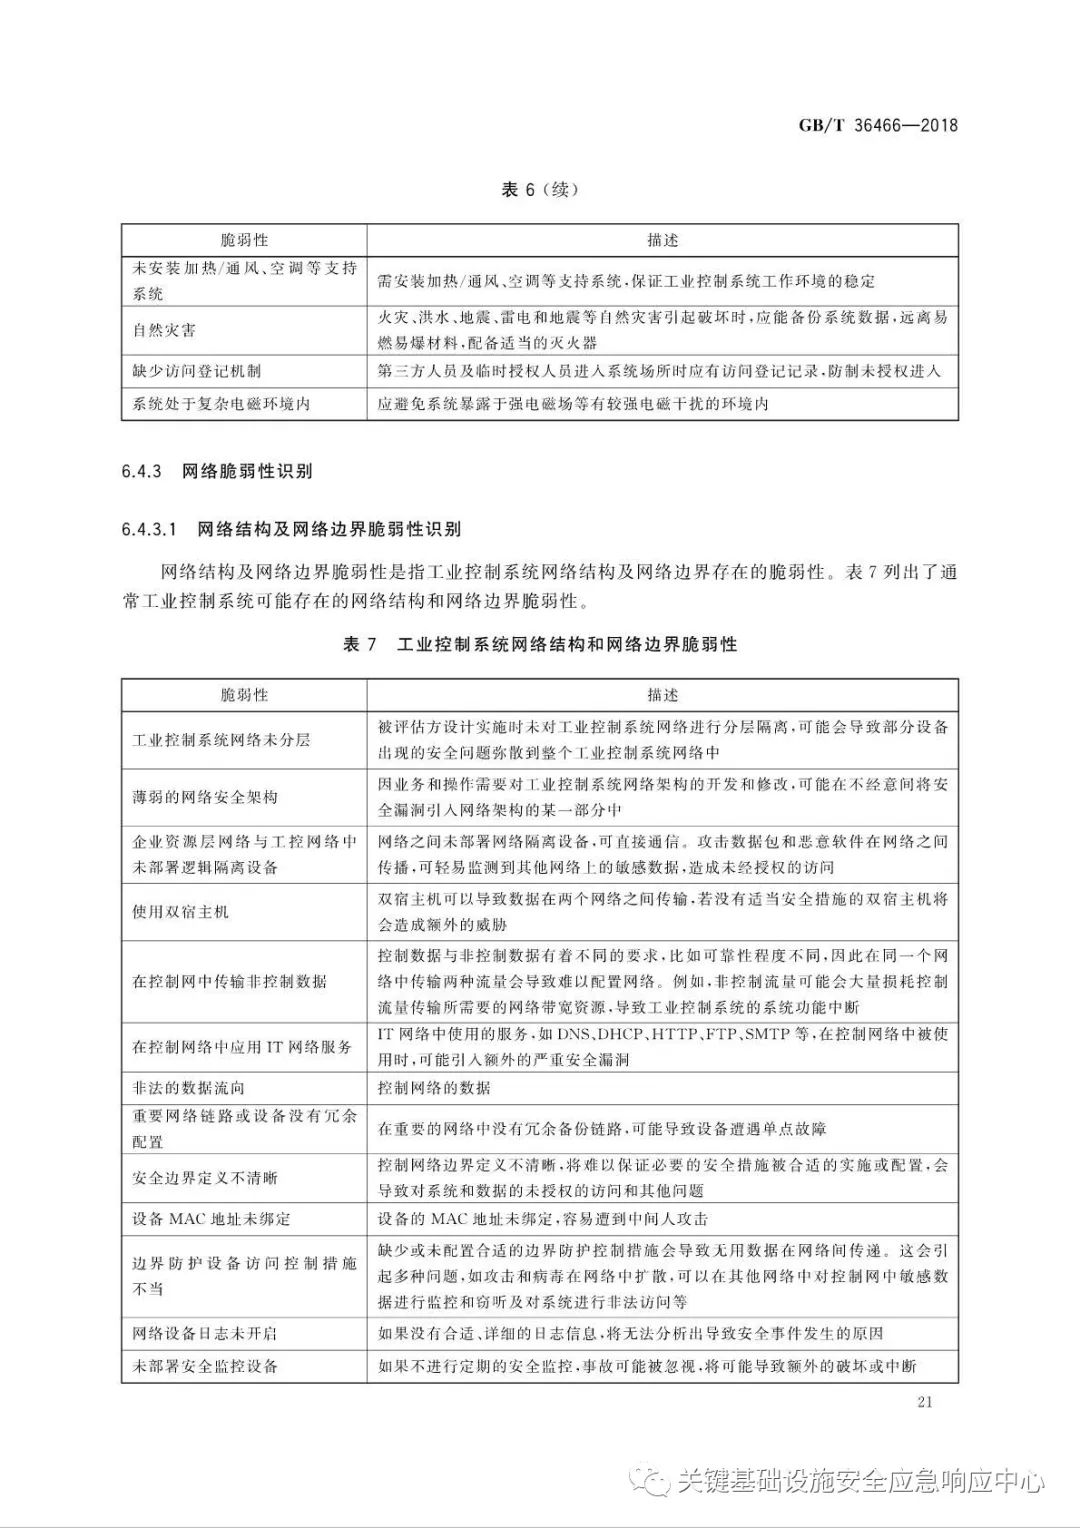 GB/T 36466—2018
表 6（续）
脆弱性 描述
未安装加热/通风、空调等支持
系统
需安装加热/通风、空调等支持系统,保证工业控制系统工作环境的稳定
自然灾害
火灾、洪水、地震、雷电和地震等自然灾害引起破坏时,应能备份系统数据,远离易
燃易爆材料,配备适当的灭火器
缺少访问登记机制 第三方人员及临时授权人员进入系统场所时应有访问登记记录,防制未授权进入
系统处于复杂电磁环境内 应避免系统暴露于强电磁场等有较强电磁干扰的环境内
6.4.3 网络脆弱性识别
6.4.3.1 网络结构及网络边界脆弱性识别
网络结构及网络边界脆弱性是指工业控制系统网络结构及网络边界存在的脆弱性。表 7 列出了通
常工业控制系统可能存在的网络结构和网络边界脆弱性。
表 7 工业控制系统网络结构和网络边界脆弱性
脆弱性 描述
工业控制系统网络未分层
被评估方设计实施时未对工业控制系统网络进行分层隔离,可能会导致部分设备
出现的安全问题弥散到整个工业控制系统网络中
薄弱的网络安全架构
因业务和操作需要对工业控制系统网络架构的开发和修改,可能在不经意间将安
全漏洞引入网络架构的某一部分中
企业资源层网络与工控网络中
未部署逻辑隔离设备
网络之间未部署网络隔离设备,可直接通信。攻击数据包和恶意软件在网络之间
传播,可轻易监测到其他网络上的敏感数据,造成未经授权的访问
使用双宿主机
双宿主机可以导致数据在两个网络之间传输,若没有适当安全措施的双宿主机将
会造成额外的威胁
在控制网中传输非控制数据
控制数据与非控制数据有着不同的要求,比如可靠性程度不同,因此在同一个网
络中传输两种流量会导致难以配置网络。例如,非控制流量可能会大量损耗控制
流量传输所需要的网络带宽资源,导致工业控制系统的系统功能中断
在控制网络中应用 IT 网络服务
IT 网络中使用的服务,如 DNS、DHCP、HTTP、FTP、SMTP 等,在控制网络中被使
用时,可能引入额外的严重安全漏洞
非法的数据流向 控制网络的数据
重要网络链路或设备没有冗余
配置
在重要的网络中没有冗余备份链路,可能导致设备遭遇单点故障
安全边界定义不清晰
控制网络边界定义不清晰,将难以保证必要的安全措施被合适的实施或配置,会
导致对系统和数据的未授权的访问和其他问题
设备 MAC 地址未绑定 设备的 MAC 地址未绑定,容易遭到中间人攻击
边界防护设备访问控制措施
不当
缺少或未配置合适的边界防护控制措施会导致无用数据在网络间传递。这会引
起多种问题,如攻击和病毒在网络中扩散,可以在其他网络中对控制网中敏感数
据进行监控和窃听及对系统进行非法访问等
网络设备日志未开启 如果没有合适、详细的日志信息,将无法分析出导致安全事件发生的原因
未部署安全监控设备 如果不进行定期的安全监控,事故可能被忽视,将可能导致额外的破坏或中断
21
关键基础设施安全应急响应中心